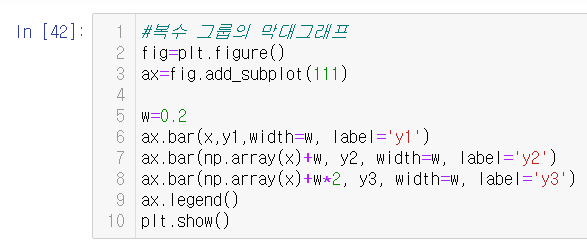 In [42]:
1 #복수 그룹의 막대그래프
2 fig=plt.figure()
3 ax=fig.add_subplot(111)
4
5 w=0.2
6 ax.bar(x,y1,width=w, label='y1')
7 ax.bar(np.array(x)+w, y2, width=w, label='y2')
8 ax.bar(np.array(x)+w*2, y3, width=w, label='y3')
9 ax.legend()
10 plt.show()